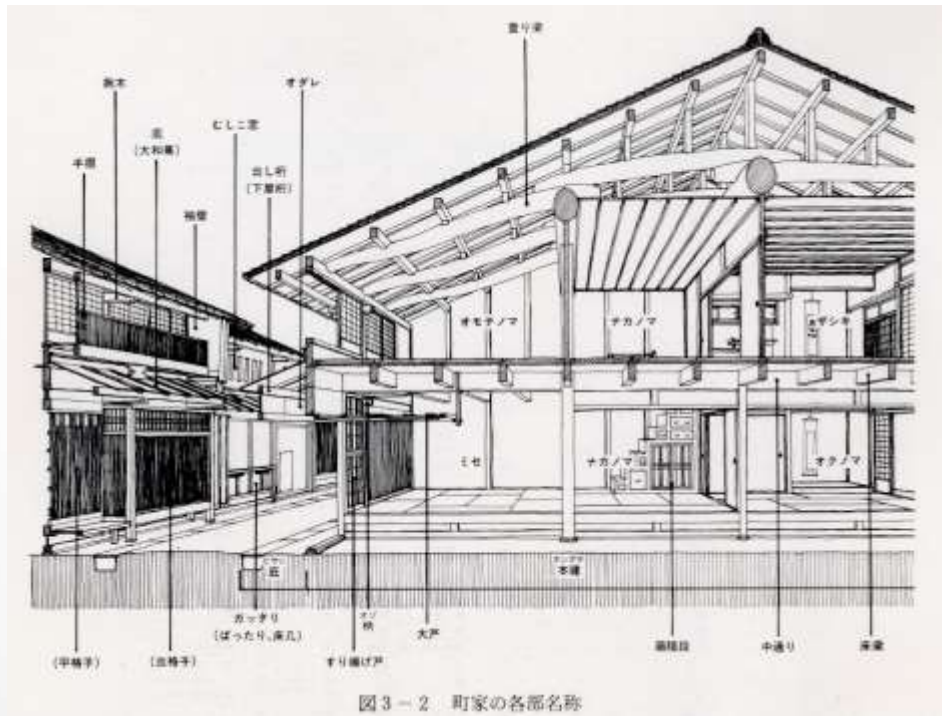 登り梁
腕木
オダレ
庇
(大和幕)
むしこ窓
手摺
出し桁
(下屋桁)
袖壁
オモテノマ
ナカノマ
ザシキ
ミセ
ナカノマ
オクノマ
庇
本建
ガッタリ
(ばったり、床几)
大戸
箱階段
中通り
床梁
(平格子)
(出格子)
すり揚げ戸
図3-2 町家の各部名称